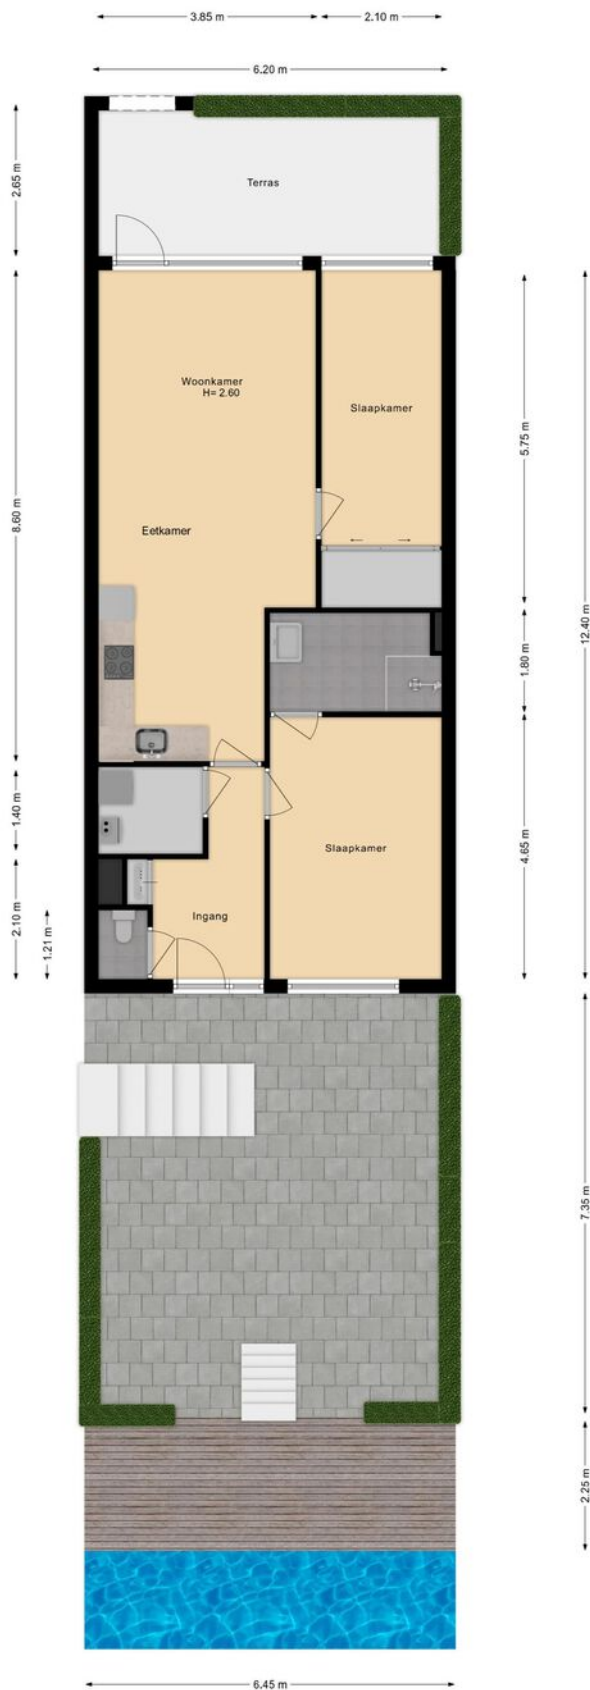 3.85 m
2.10 m
6.20 m
2.65 m
Terras
Woonkamer
H= 2.60
Slaapkamer
5.75 m
8.60 m
Eetkamer
12.40 m
1.80 m
1.40 m
Slaapkamer
4.65 m
2.10 m
1.21 m
Ingang
7.35 m
2.25 m
6.45 m